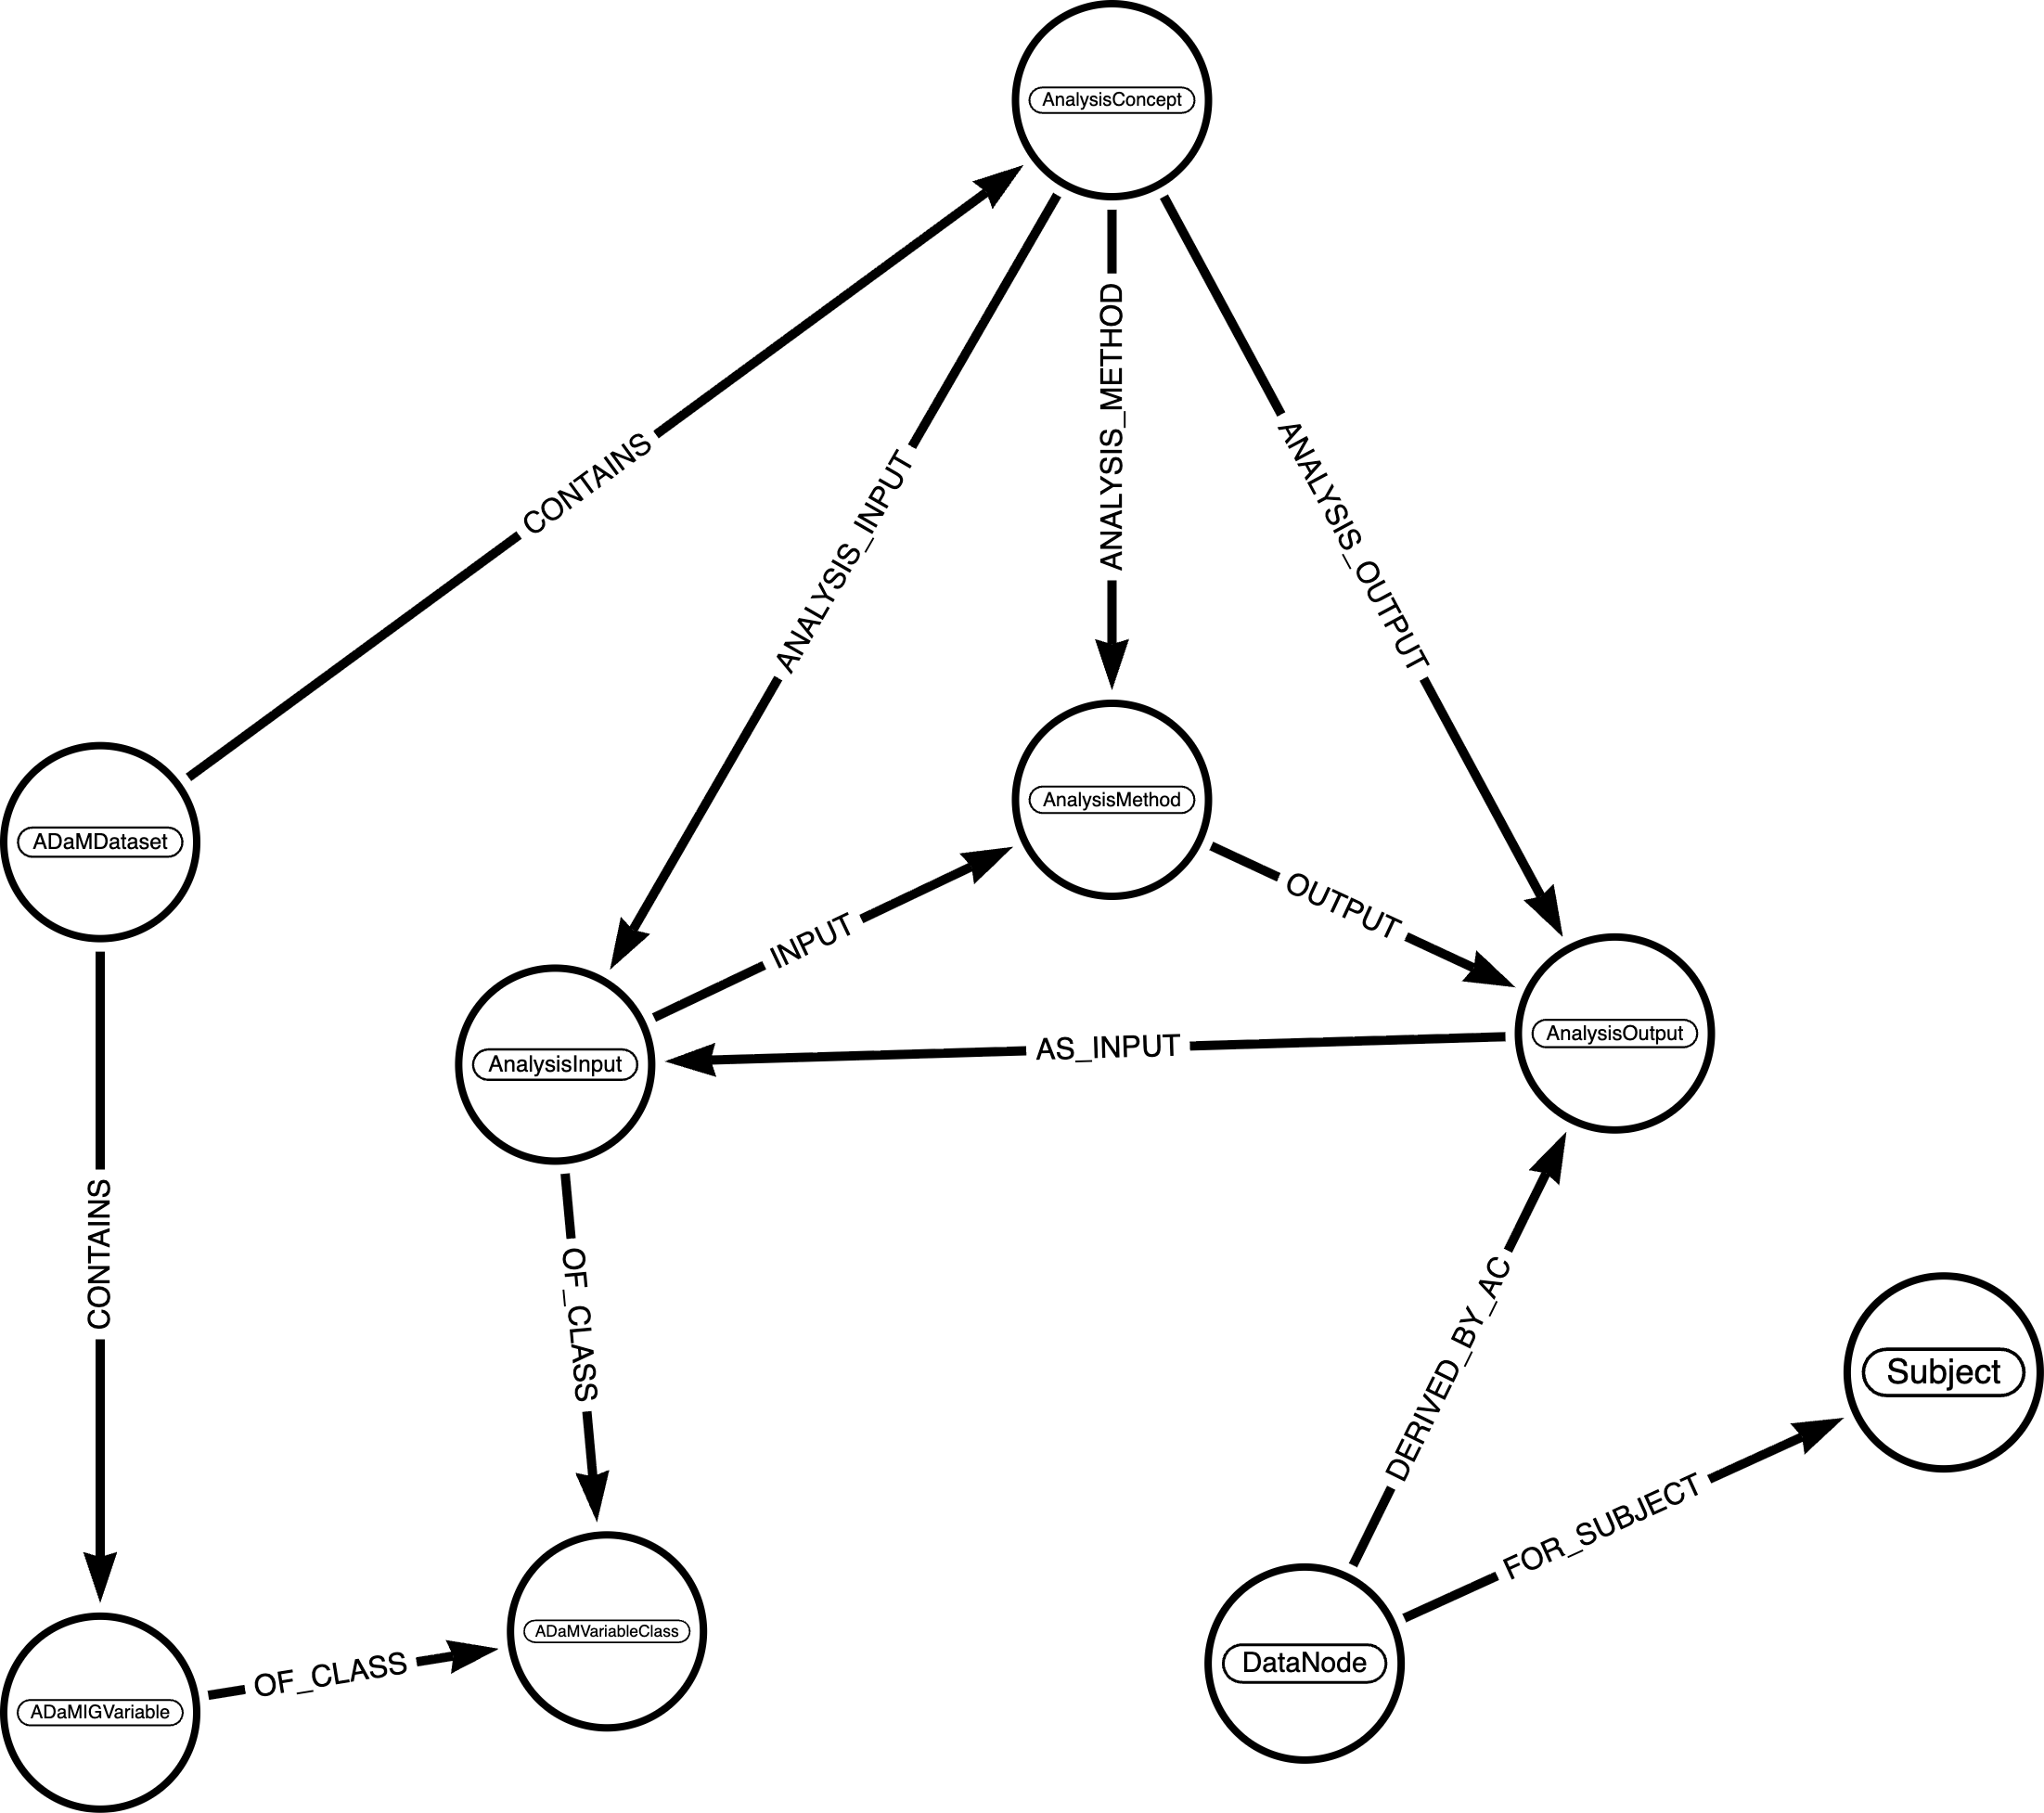 AnalysisConcept
CONTAINS
ANALYSIS_INPUT
ANALYSIS_METHOD
ANALYSIS_OUTPUT
AnalysisMethod
ADaMDataset
INPUT
OUTPUT
AnalysisInput
AS_INPUT
AnalysisOutput
CONTAINS
OF_CLASS
DERIVED_BY_AC
Subject
FOR_SUBJECT
ADaMVariableClass
DataNode
OF_CLASS
ADaMIGVariable